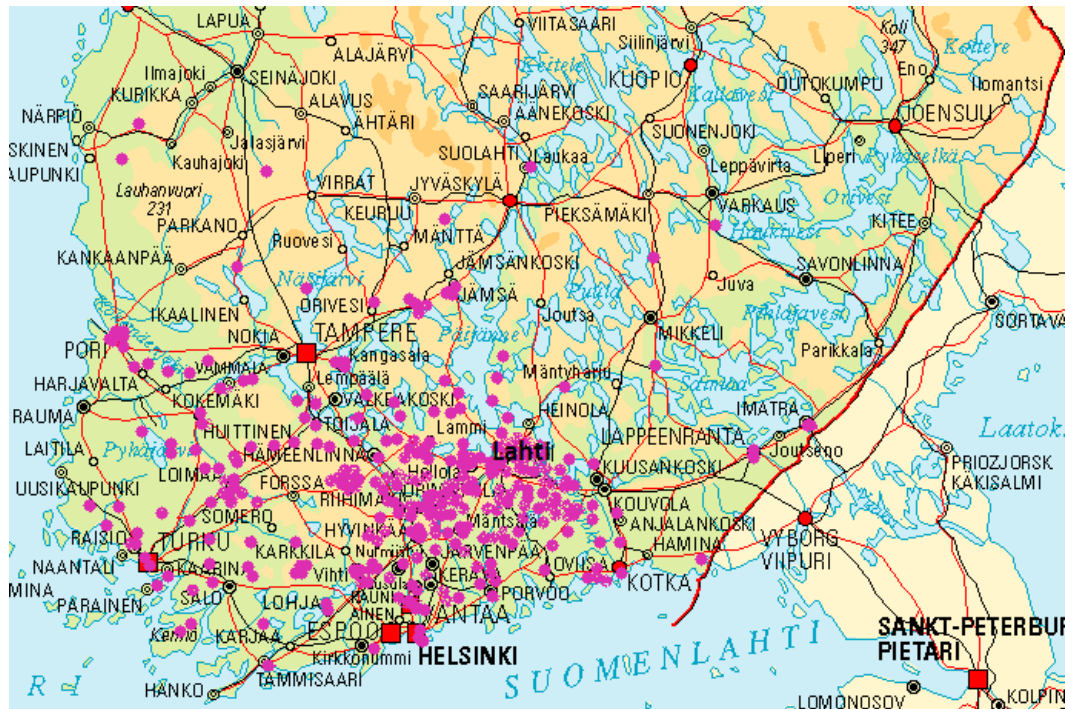 LAPUA
VIITASAARI
Koli
347
Kottere
ALAJÄRVI
Siilinjärvi
Keitele
Ilmajoki
SEINÄJOKI
KUOPIO
OUTOKUMPU
Eno
Ilomantsi
KURIKKA
Kallavesi
SAARIJÄRVI
ALAVUS
ÄÄNEKOSKI
NÄRPIÖ
ÄHTÄRI
SUONENJOKI
JOENSUU
SKINEN
Jalasjärvi
AUPUNKI
Kauhajoki
SUOLAHTI
Laukaa
Leppävirta
Liperi
Pyhäselkä
Lauhanvuori
231
VIRRAT
JYVÄSKYLÄ
KEURUU
PIEKSÄMÄKI
VARKAUS
Orivesi
PARKANO
KITEE
Haukivesi
Ruovesi
MÄNTTÄ
KANKAANPÄÄ
JÄMSÄNKOSKI
SAVONLINNA
Näsijärvi
Juva
ORIVESI
JÄMSÄ
Puula
IKAALINEN
Joutsa
Pihlajavesi
SORTAVA
NOKIA
TAMPERE
Päijänne
MIKKELI
PORI
Kangasala
Parikkala
VAMMALA
Mäntyharju
HARJAVALTA
Lempäälä
Saimaa
KOKEMÄKI
VALKEAKOSKI
RAUMA
HEINOLA
IMATRA
HUITTINEN
TOIJALA
Lammi
LAPPEENRANTA
Laatok.
LAITILA
Pyhäjärvi
HÄMEENLINNA
Lahti
Joutseno
PRIOZJORSK
KÄKISALMI
LOIMAA
Hollola
KUUSANKOSKI
UUSIKAUPUNKI
FORSSA
RIIHIMÄ
KOUVOLA
SOMERO
HYVINKÄÄ
Mäntsälä
ANJALANKOSKI
RAISIO
TURKU
KARKKILA
Nurmijär
JÄRVENPÄÄ
HAMINA
VYBORG
VIIPURI
NAANTALI
KAARINA
Vihti
KERAVA
LOVIISA
KOTKA
MINA
PARAINEN
SALO
LOHJA
KAUNI
AINEN
PORVOO
VANTAA
Kemiö
KARJAA
ESPOO
SANKT-PETERBUR
PIETARI
Kirkkonummi
HELSINKI
SUOMENLAHTI
TAMMISAARI
R I
HANKO
LOMONOSOV
KOLPIN